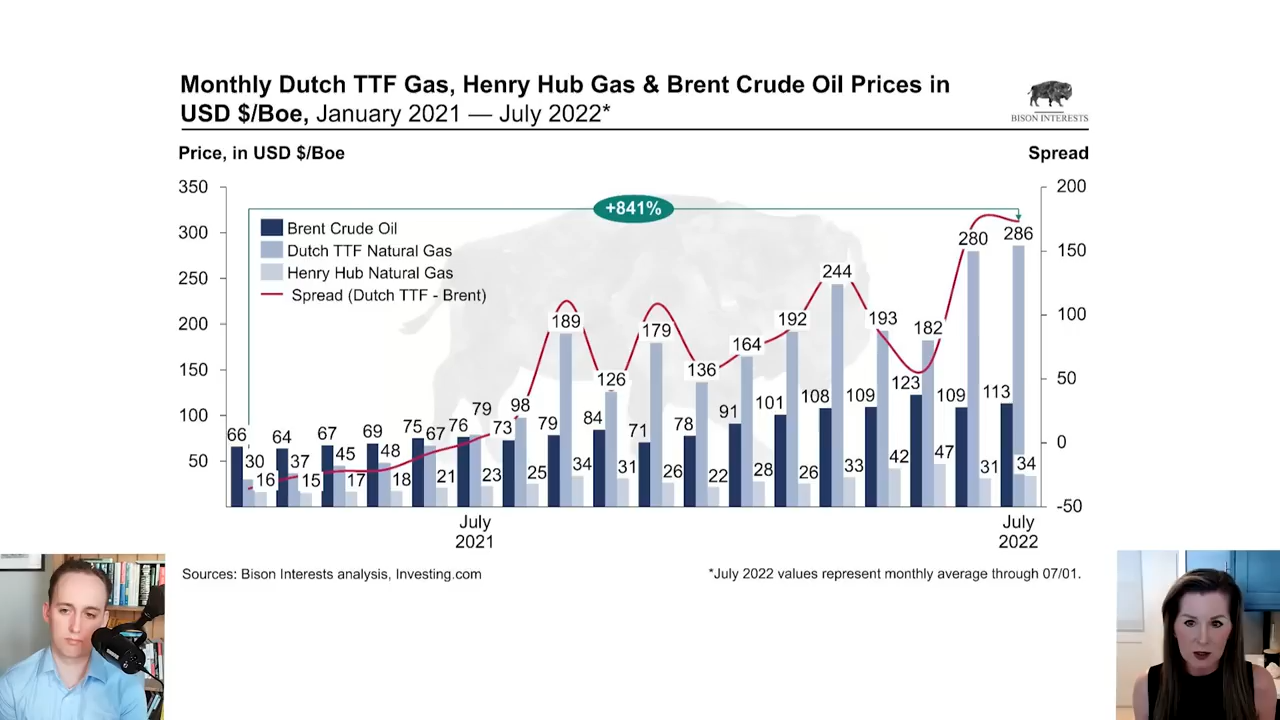 Monthly Dutch TTF Gas, Henry Hub Gas & Brent Crude Oil Prices in
USD $/Boe, January 2021 — July 2022*
BISON INTERESTS
Price, in USD $/Boe
Spread
350
300
250
200
150
100
50
200
150
100
50
0
-50
+841%
Brent Crude Oil
Dutch TTF Natural Gas
Henry Hub Natural Gas
Spread (Dutch TTF - Brent)
66 30 16
64 37 15
67 45 17
69 48 18
75 67 21
76 79 23
73 98 25
79 189 34
84 126 31
71 179 26
78 136 22
91 164 28
101 192 26
108 244 33
109 193 42
123 182 47
109 280 31
113 286 34
July
2021
July
2022
Sources: Bison Interests analysis, Investing.com
*July 2022 values represent monthly average through 07/01.